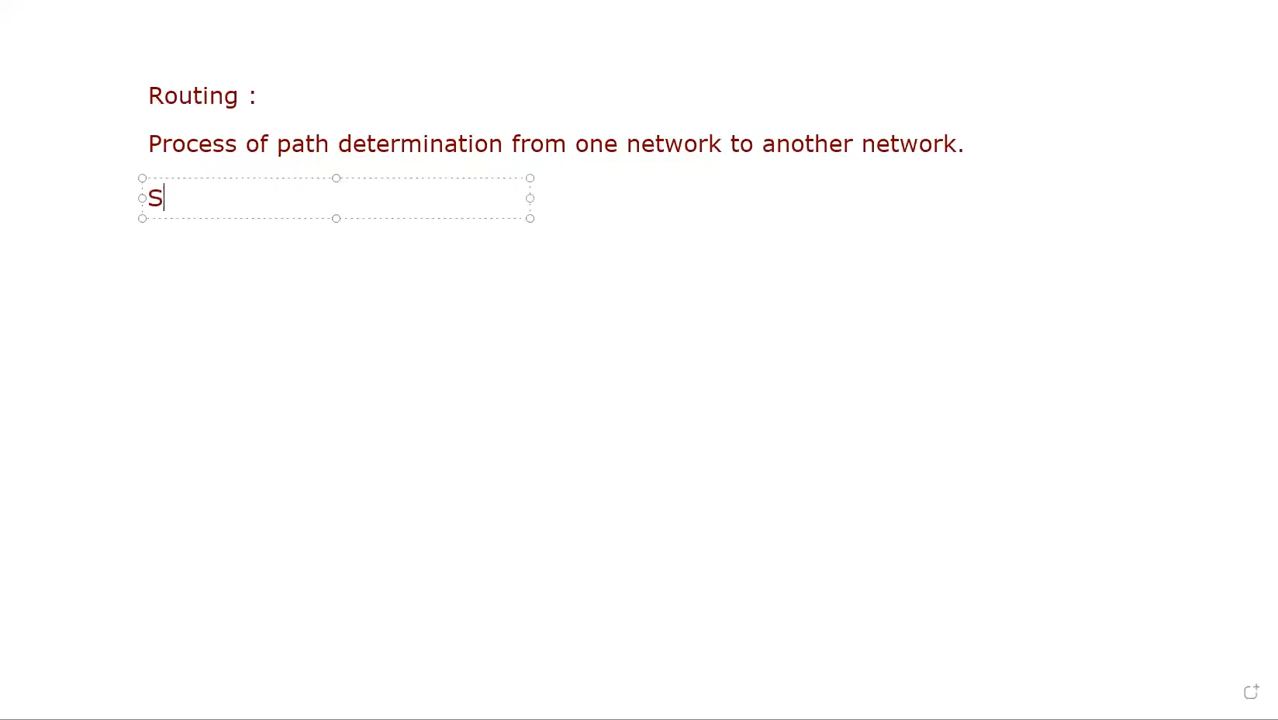 Routing :
Process of path determination from one network to another network.
S